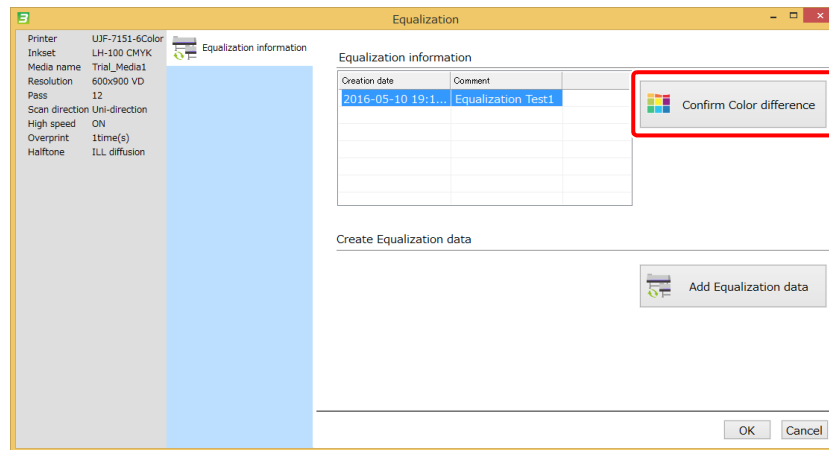 Equalization
Printer UJF-7151-6Color
Inkset LH-100 CMYK
Media name Trial_Media1
Resolution 600x900 VD
Pass 12
Scan direction Uni-direction
High speed ON
Overprint 1time(s)
Halftone ILL diffusion
Equalization information
Equalization information
Creation date Comment
2016-05-10 19:1... Equalization Test1
Confirm Color difference
Create Equalization data
Add Equalization data
OK Cancel